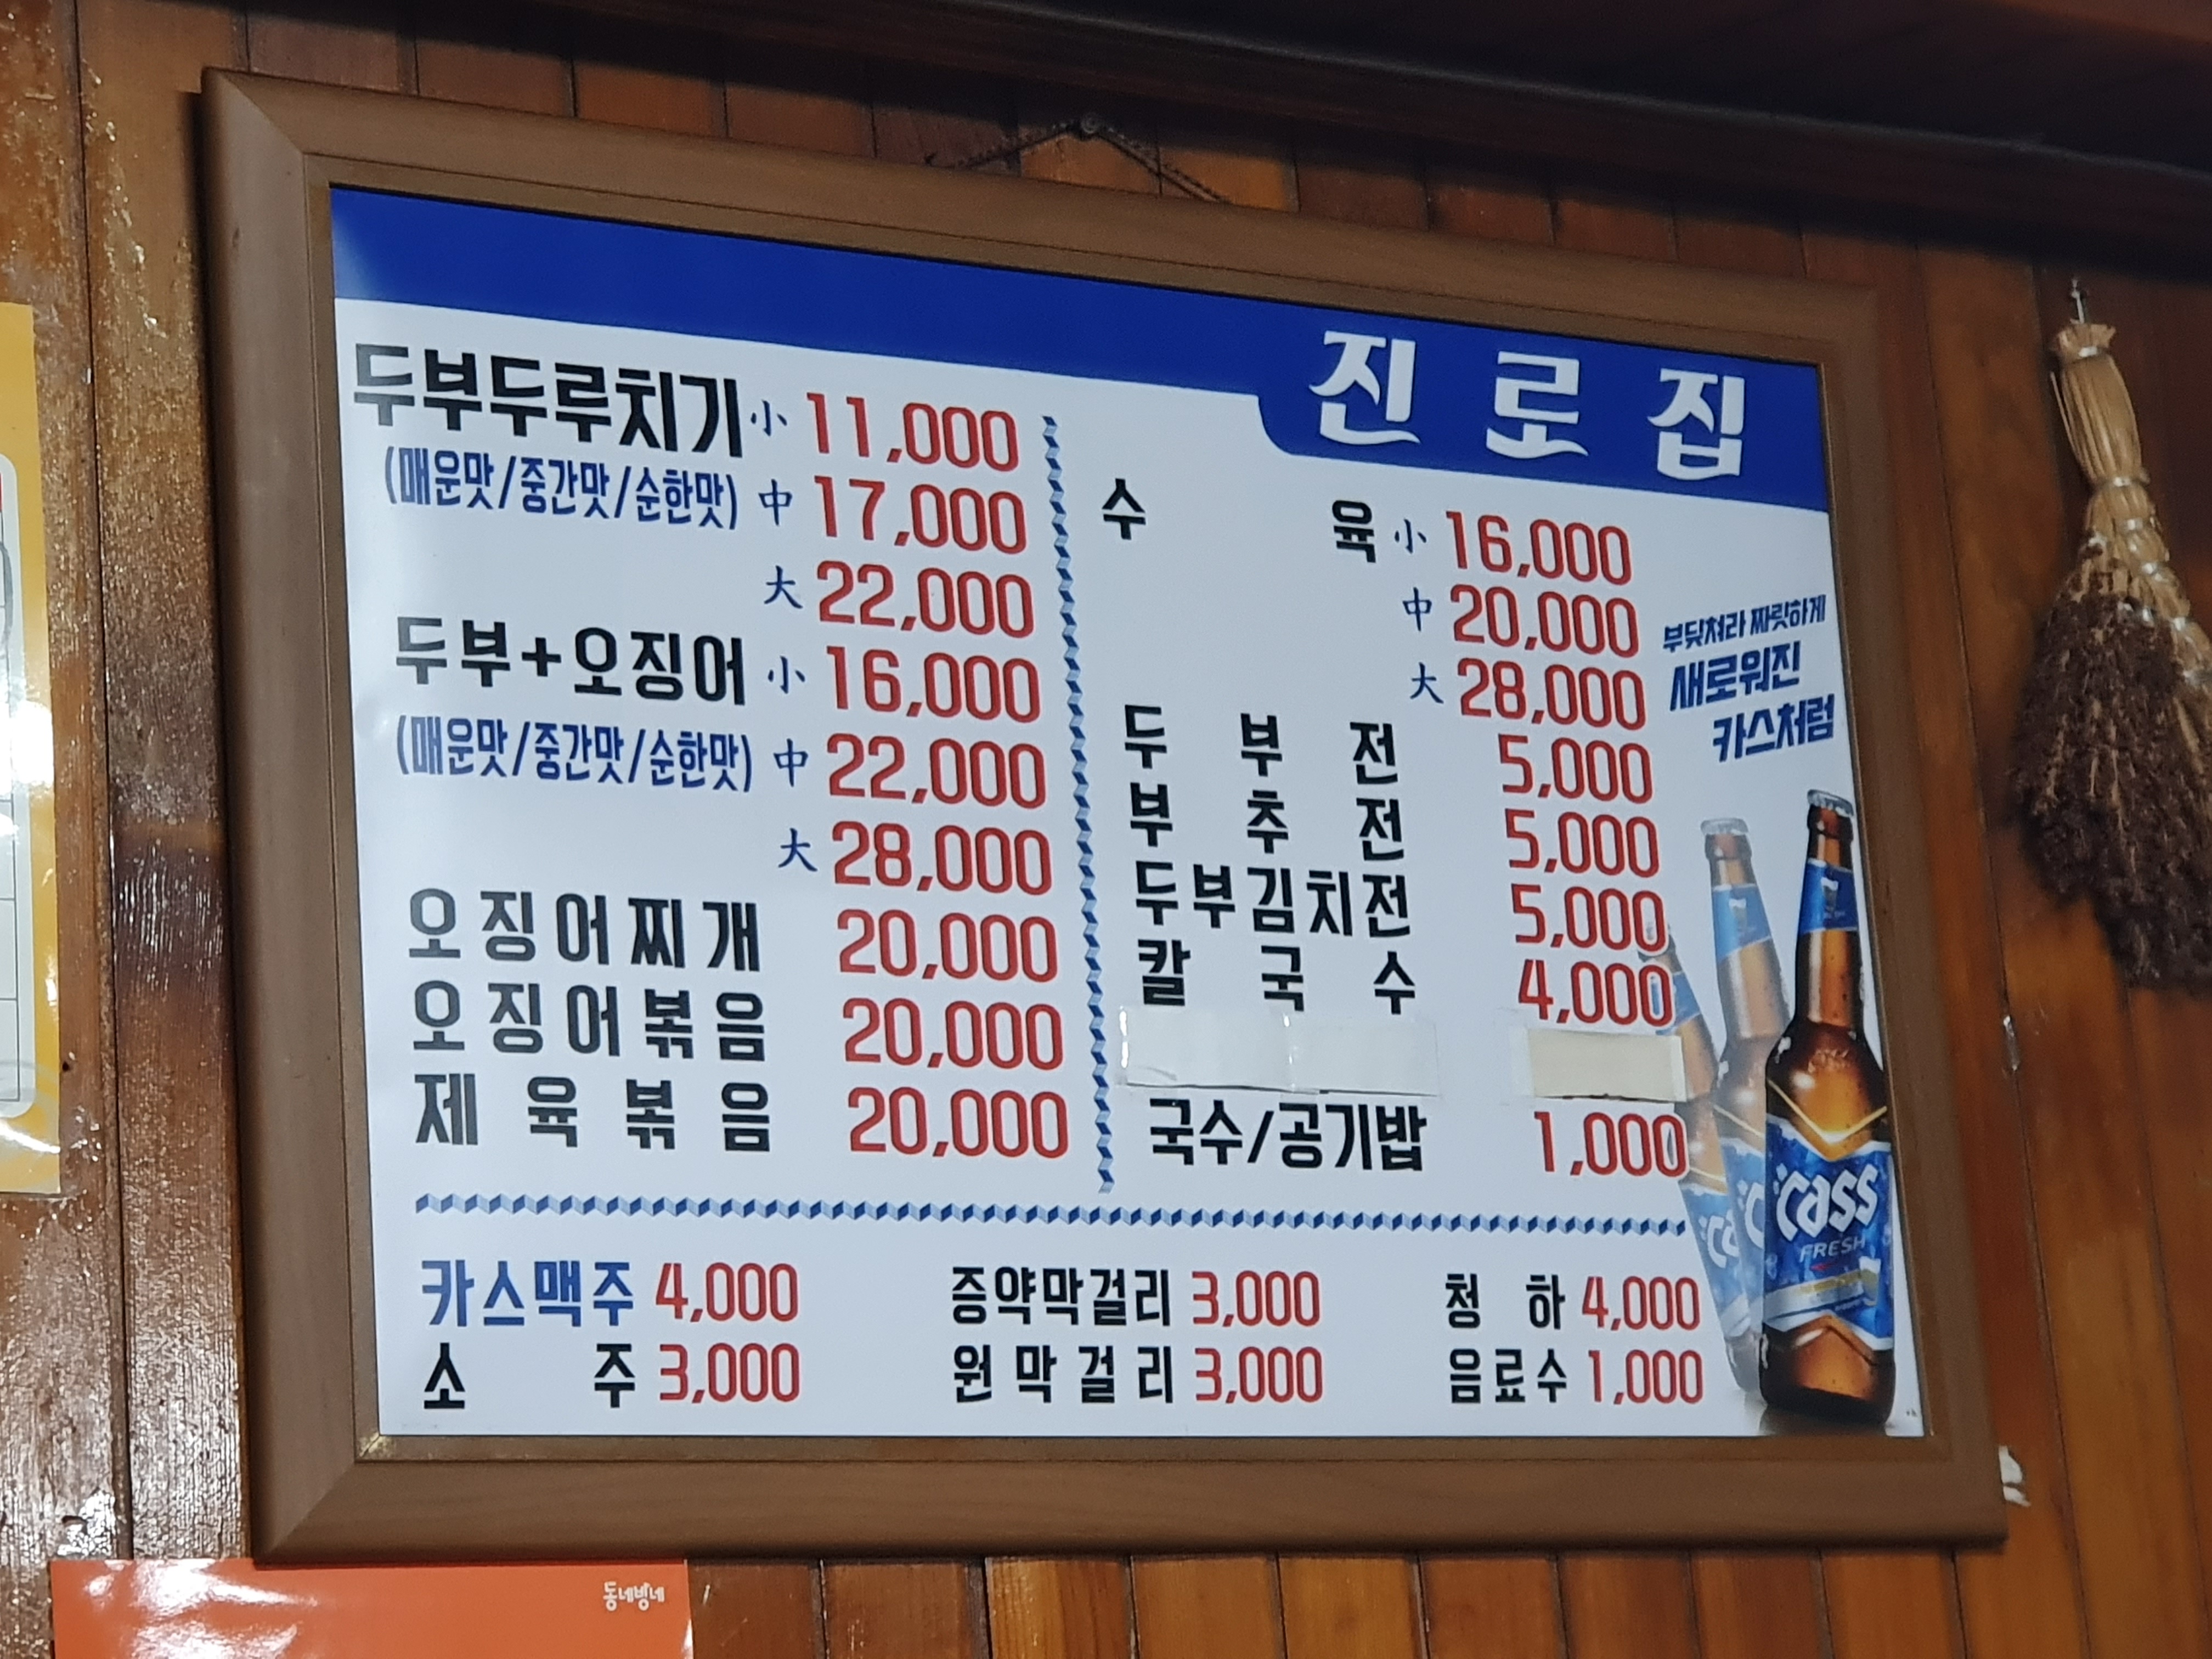 진로집
두부두루치기 小 11,000
(매운맛/중간맛/순한맛) 中 17,000
大 22,000
두부+오징어 小 16,000
(매운맛/중간맛/순한맛) 中 22,000
大 28,000
오징어찌개 20,000
오징어볶음 20,000
제육볶음 20,000
수육 小 16,000
中 20,000
大 28,000
두부전 5,000
부추전 5,000
두부김치전 5,000
칼국수 4,000
국수/공기밥 1,000
부딪쳐라 짜릿하게
새로워진
카스처럼
cass
FRESH
카스맥주 4,000
소주 3,000
증약막걸리 3,000
원막걸리 3,000
청하 4,000
음료수 1,000
동네방네